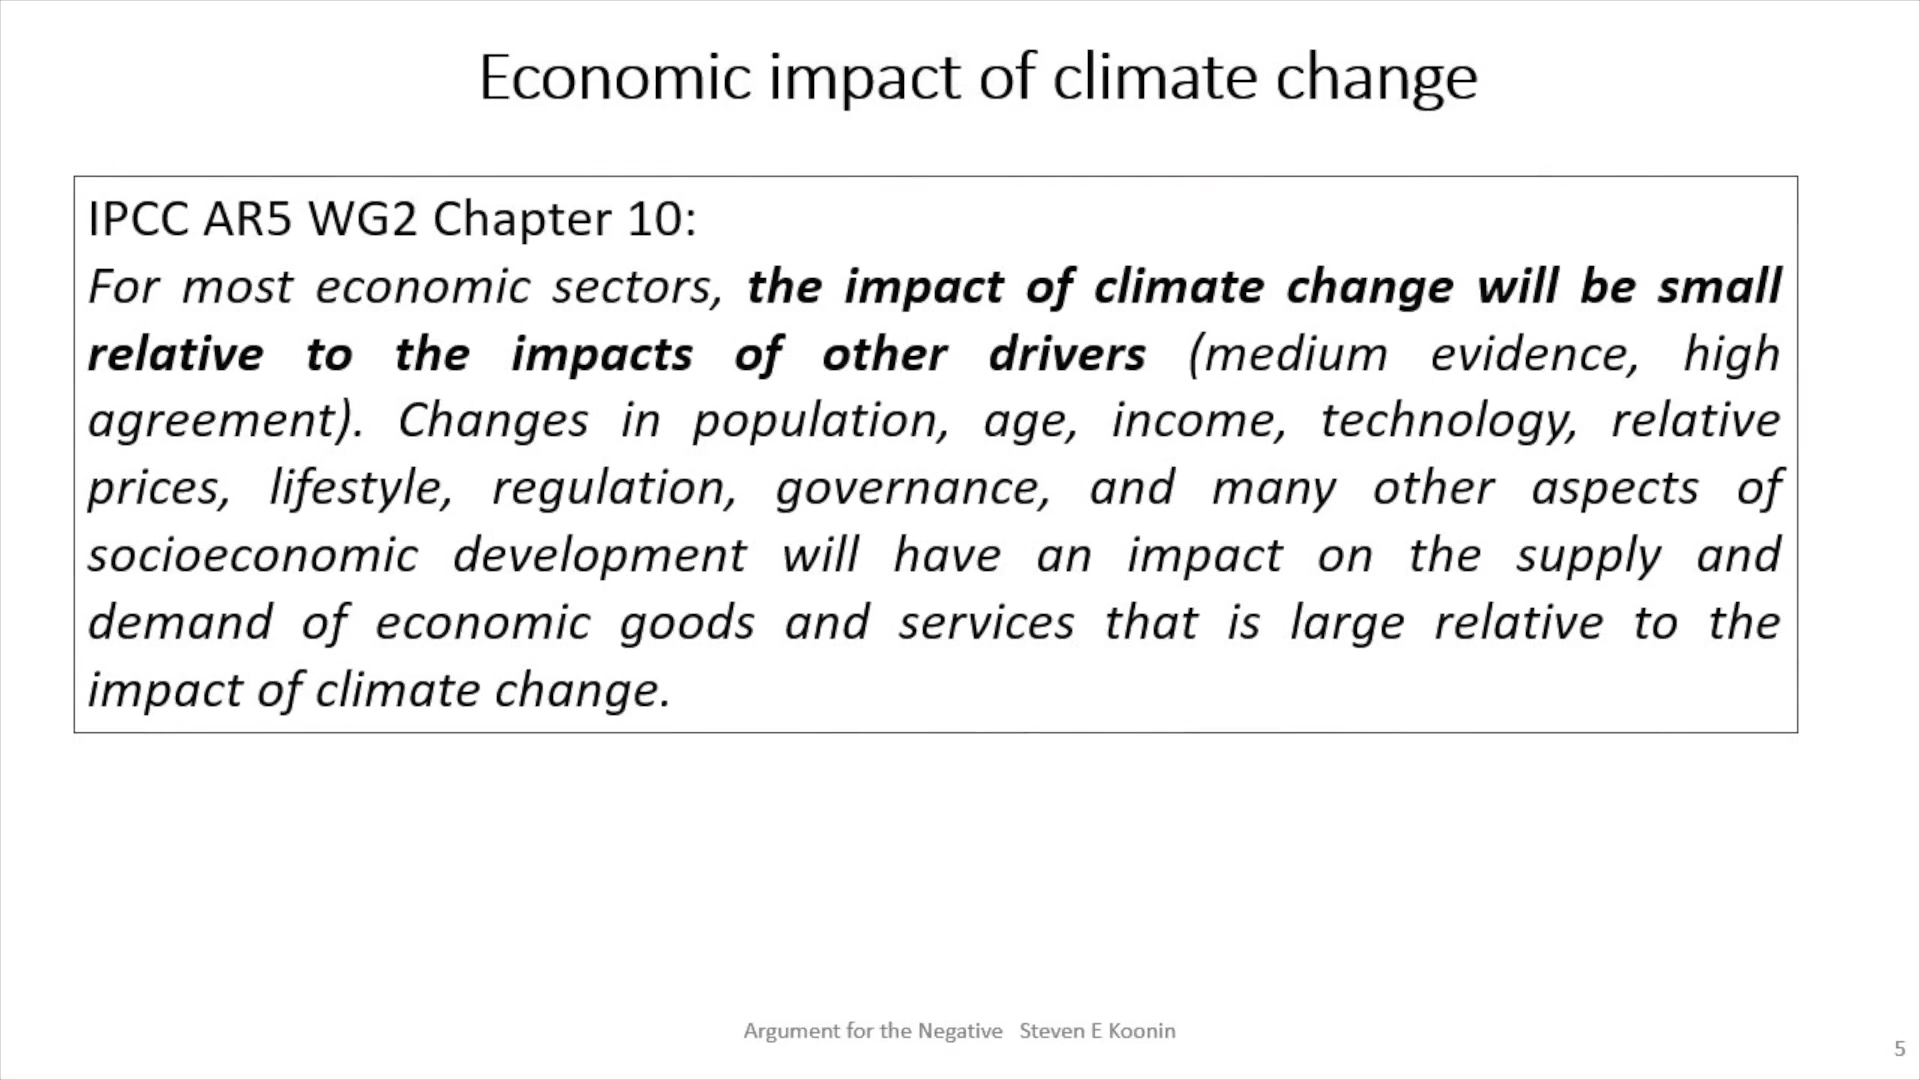 Economic impact of climate change
IPCC AR5 WG2 Chapter 10:
For most economic sectors, the impact of climate change will be small
relative to the impacts of other drivers (medium evidence, high
agreement). Changes in population, age, income, technology, relative
prices, lifestyle, regulation, governance, and many other aspects of
socioeconomic development will have an impact on the supply and
demand of economic goods and services that is large relative to the
impact of climate change.
Argument for the Negative Steven E Koonin
5